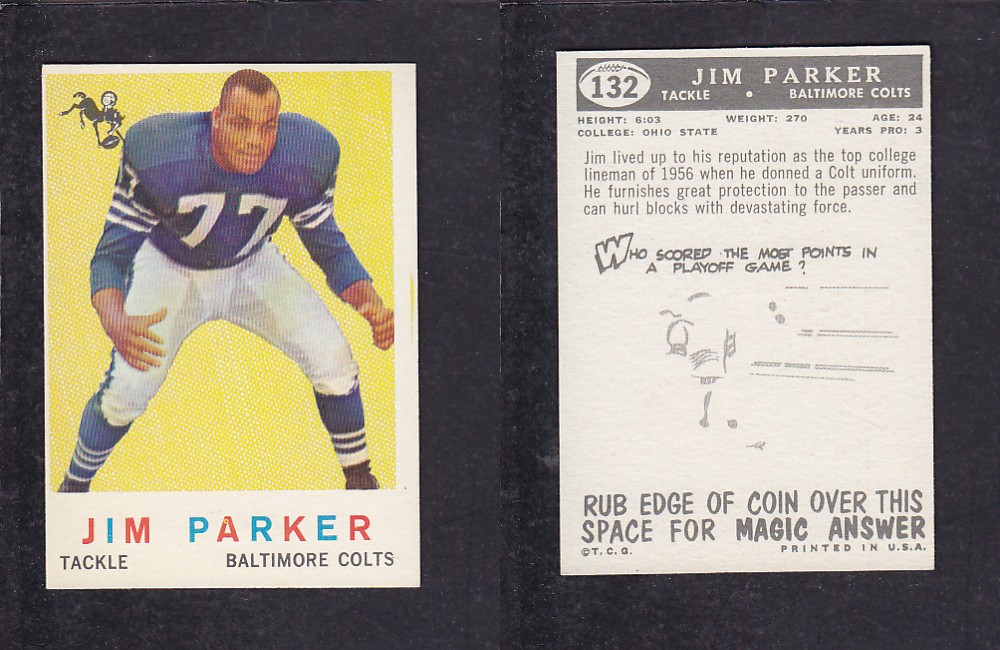 77
77
JIM PARKER
TACKLE
BALTIMORE COLTS
132
JIM PARKER
TACKLE • BALTIMORE COLTS
HEIGHT: 6:03 WEIGHT: 270 AGE: 24
COLLEGE: OHIO STATE YEARS PRO: 3
Jim lived up to his reputation as the top college
lineman of 1956 when he donned a Colt uniform.
He furnishes great protection to the passer and
can hurl blocks with devastating force.
WHO SCORED THE MOST POINTS IN
A PLAYOFF GAME?
RUB EDGE OF COIN OVER THIS
SPACE FOR MAGIC ANSWER
©T.C.G. PRINTED IN U.S.A.